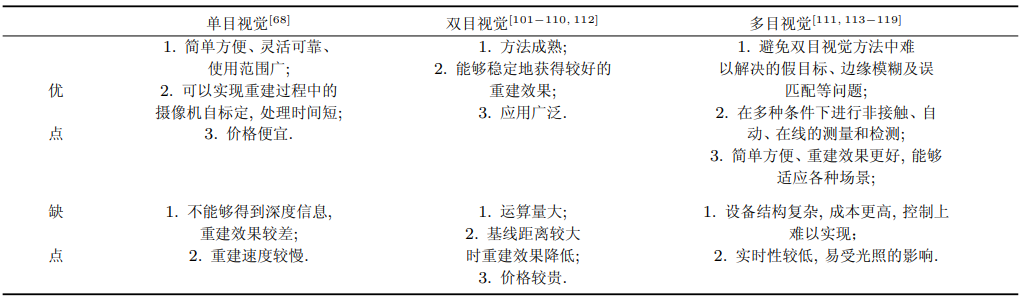 单目视觉[68] 双目视觉[101−110, 112] 多目视觉[111, 113−119]
1. 简单方便、灵活可靠、 1. 方法成熟; 1. 避免双目视觉方法中难
使用范围广; 2. 能够稳定地获得较好的 以解决的假目标、边缘模糊及误
优 2. 可以实现重建过程中的 重建效果; 匹配等问题;
摄像机自标定, 处理时间短; 3. 应用广泛. 2. 在多种条件下进行非接触、自
点 3. 价格便宜. 动、在线的测量和检测;
3. 简单方便、重建效果更好, 能够
适应各种场景;
缺 1. 不能够得到深度信息, 1. 运算量大; 1. 设备结构复杂, 成本更高, 控制上
重建效果较差; 2. 基线距离较大 难以实现;
点 2. 重建速度较慢. 时重建效果降低; 2. 实时性较低, 易受光照的影响.
3. 价格较贵.